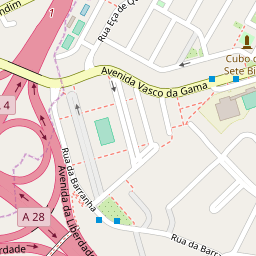 ndim
1
Rua Eça de Q
Cubo
Sete Bi
Avenida Vasco da Gama
A 4
Rua da Barranha
A 28
Avenida da Liberdade
erdade
Rua da Barra